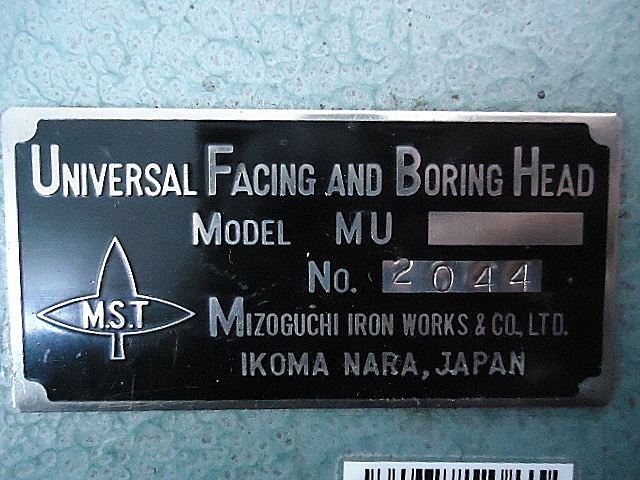 UNIVERSAL FACING AND BORING HEAD
MODEL MU
No. 2044
M.S.T
MIZOGUCHI IRON WORKS & CO., LTD.
IKOMA NARA, JAPAN